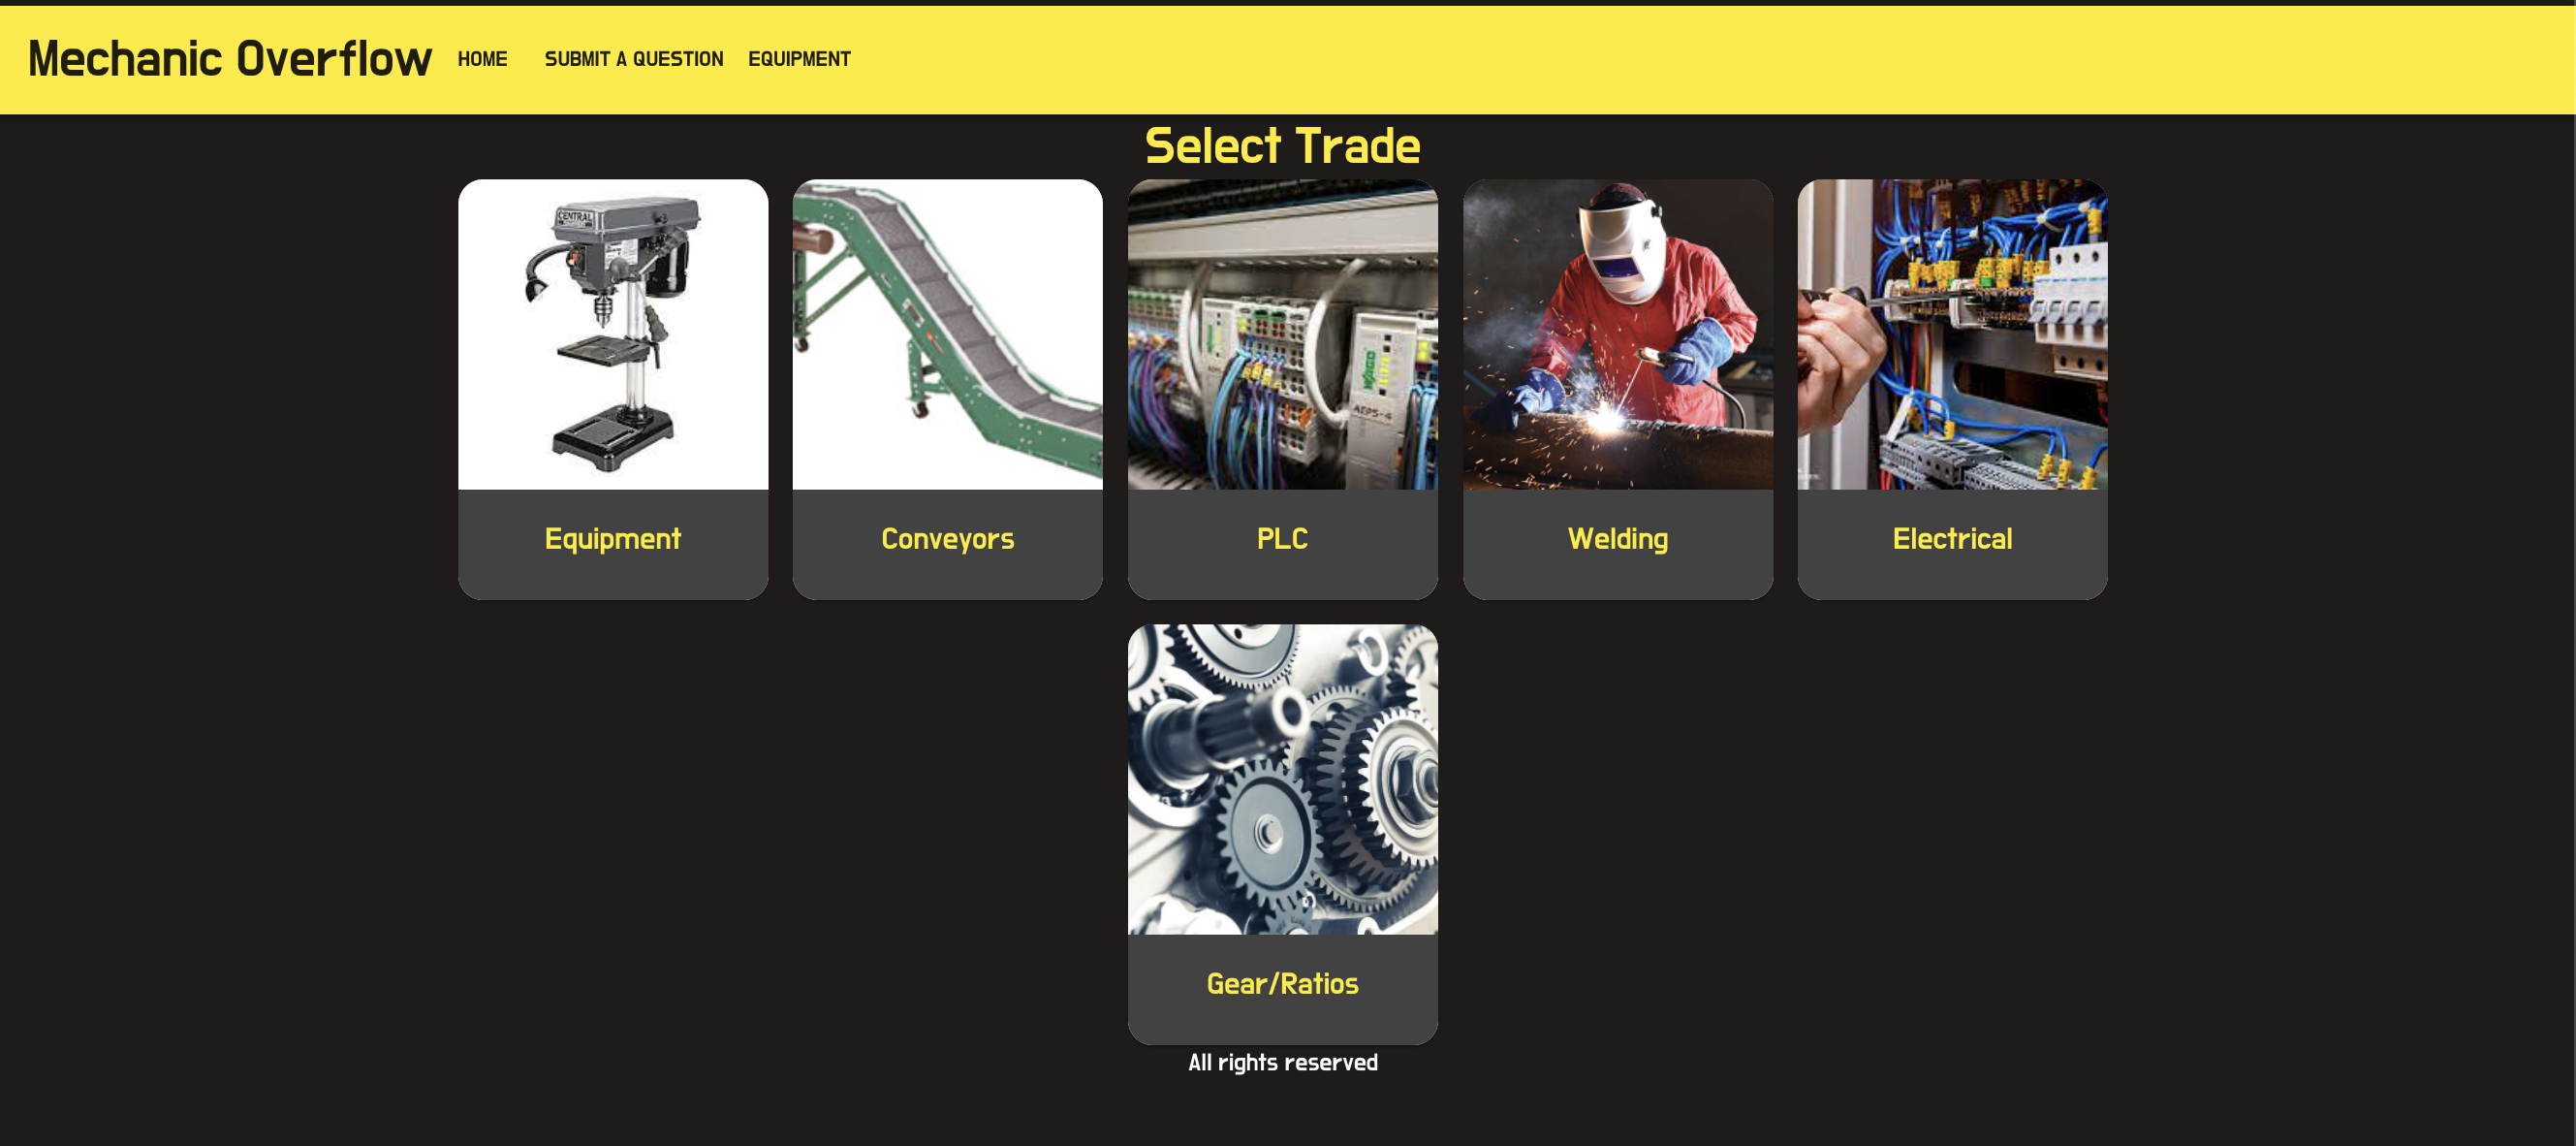 Mechanic Overflow HOME SUBMIT A QUESTION EQUIPMENT
Select Trade
CENTRAL
WAGO
AEPS-4
Equipment Conveyors PLC Welding Electrical
Gear/Ratios
All rights reserved